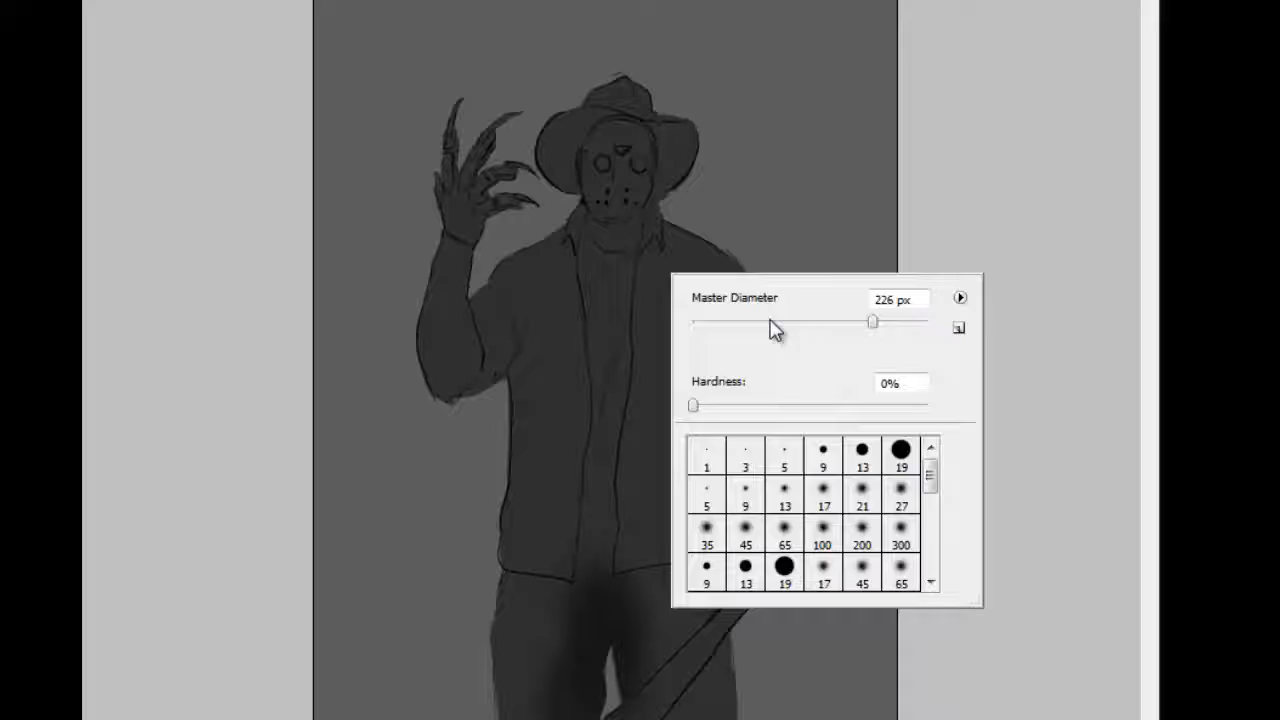 Master Diameter 226 px
Hardness: 0%
1 3 5 9 13 19
5 9 13 17 21 27
35 45 65 100 200 300
9 13 19 17 45 65